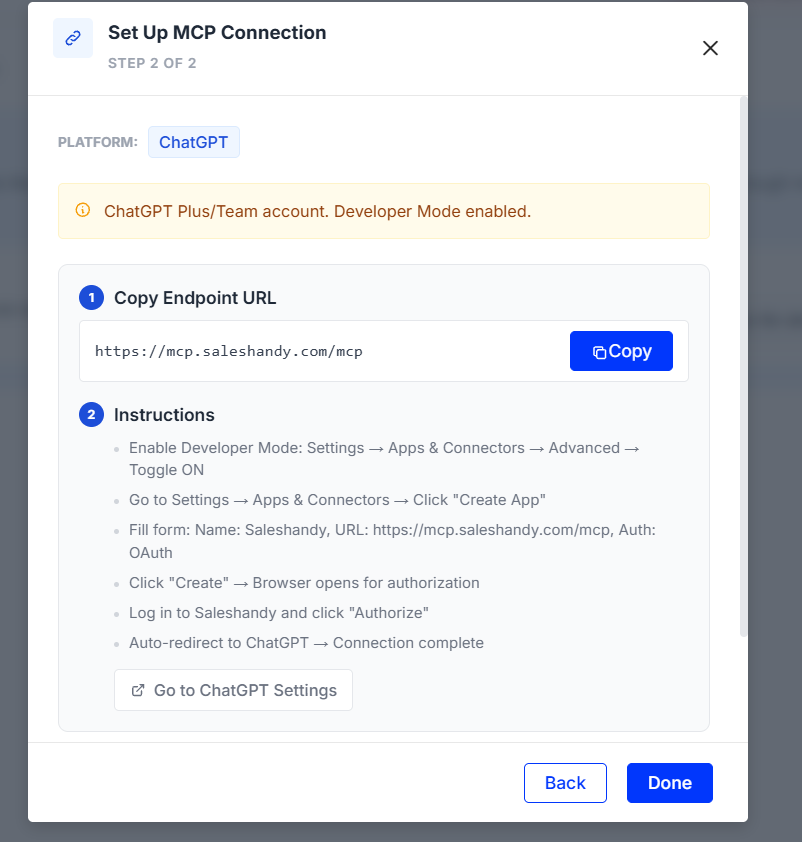 Set Up MCP Connection
STEP 2 OF 2
PLATFORM: ChatGPT
ChatGPT Plus/Team account. Developer Mode enabled.
1 Copy Endpoint URL
https://mcp.saleshandy.com/mcp Copy
2 Instructions
Enable Developer Mode: Settings → Apps & Connectors → Advanced →
Toggle ON
Go to Settings → Apps & Connectors → Click "Create App"
Fill form: Name: Saleshandy, URL: https://mcp.saleshandy.com/mcp, Auth:
OAuth
Click "Create" → Browser opens for authorization
Log in to Saleshandy and click "Authorize"
Auto-redirect to ChatGPT → Connection complete
Go to ChatGPT Settings
Back Done